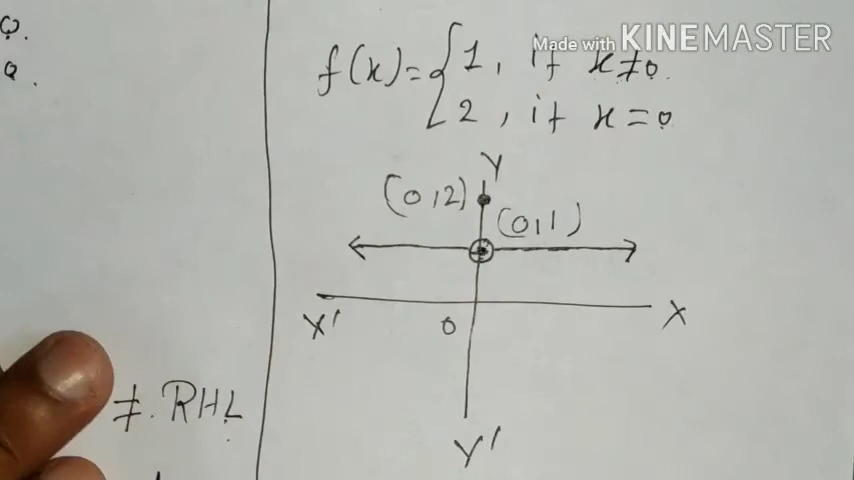 Made with KINEMASTER
f(x) = { 1, if x ≠ 0.
2, if x = 0
Y
(0,2)
(0,1)
X' 0 X
≠ RHL
Y'